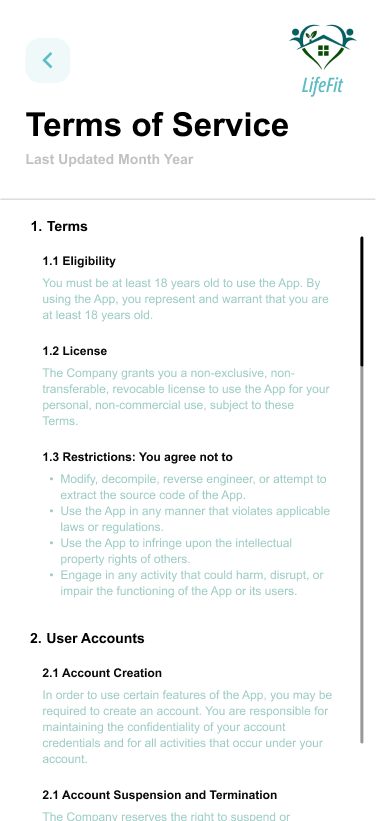 LifeFit
Terms of Service
Last Updated Month Year
1. Terms
1.1 Eligibility
You must be at least 18 years old to use the App. By
using the App, you represent and warrant that you are
at least 18 years old.
1.2 License
The Company grants you a non-exclusive, non-
transferable, revocable license to use the App for your
personal, non-commercial use, subject to these
Terms.
1.3 Restrictions: You agree not to
• Modify, decompile, reverse engineer, or attempt to
extract the source code of the App.
• Use the App in any manner that violates applicable
laws or regulations.
• Use the App to infringe upon the intellectual
property rights of others.
• Engage in any activity that could harm, disrupt, or
impair the functioning of the App or its users.
2. User Accounts
2.1 Account Creation
In order to use certain features of the App, you may be
required to create an account. You are responsible for
maintaining the confidentiality of your account
credentials and for all activities that occur under your
account.
2.1 Account Suspension and Termination
The Company reserves the right to suspend or